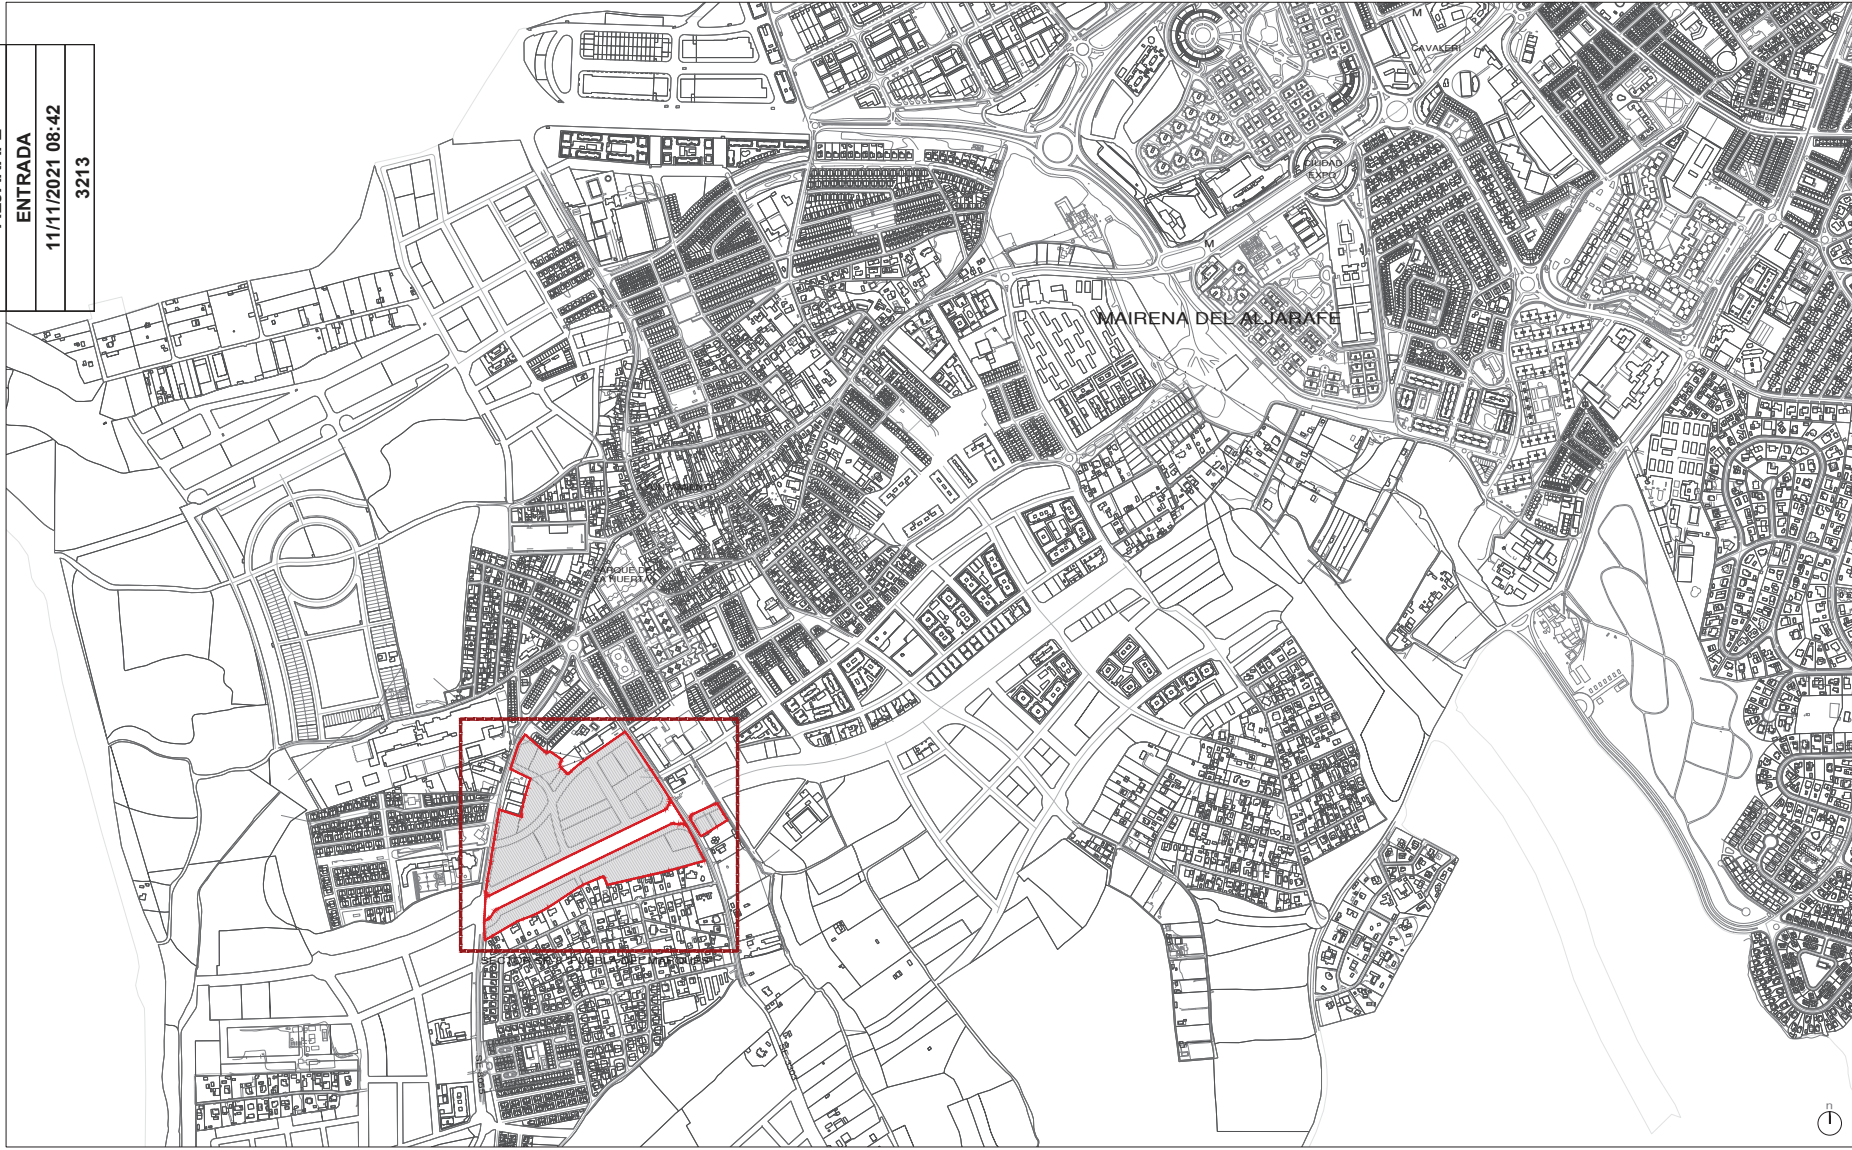 ENTRADA
11/11/2021 08:42
3213
M
CAVALERI
CIUDAD
EXPO
M
MAIRENA DEL ALJARAFE
PARQUE DE
LA HUERTA
n